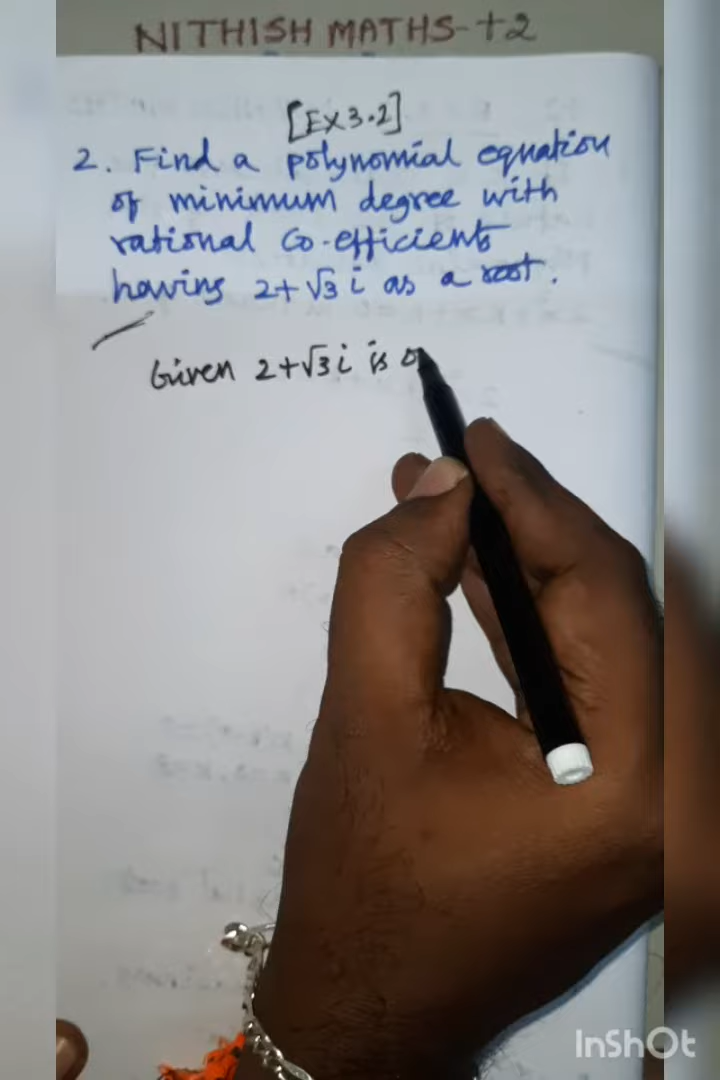 NITHISH MATHS-+2
[EX 3.2]
2. Find a polynomial equation
of minimum degree with
rational Co-efficients
having 2+√3 i as a root.
Given 2+√3 i is
InShOt